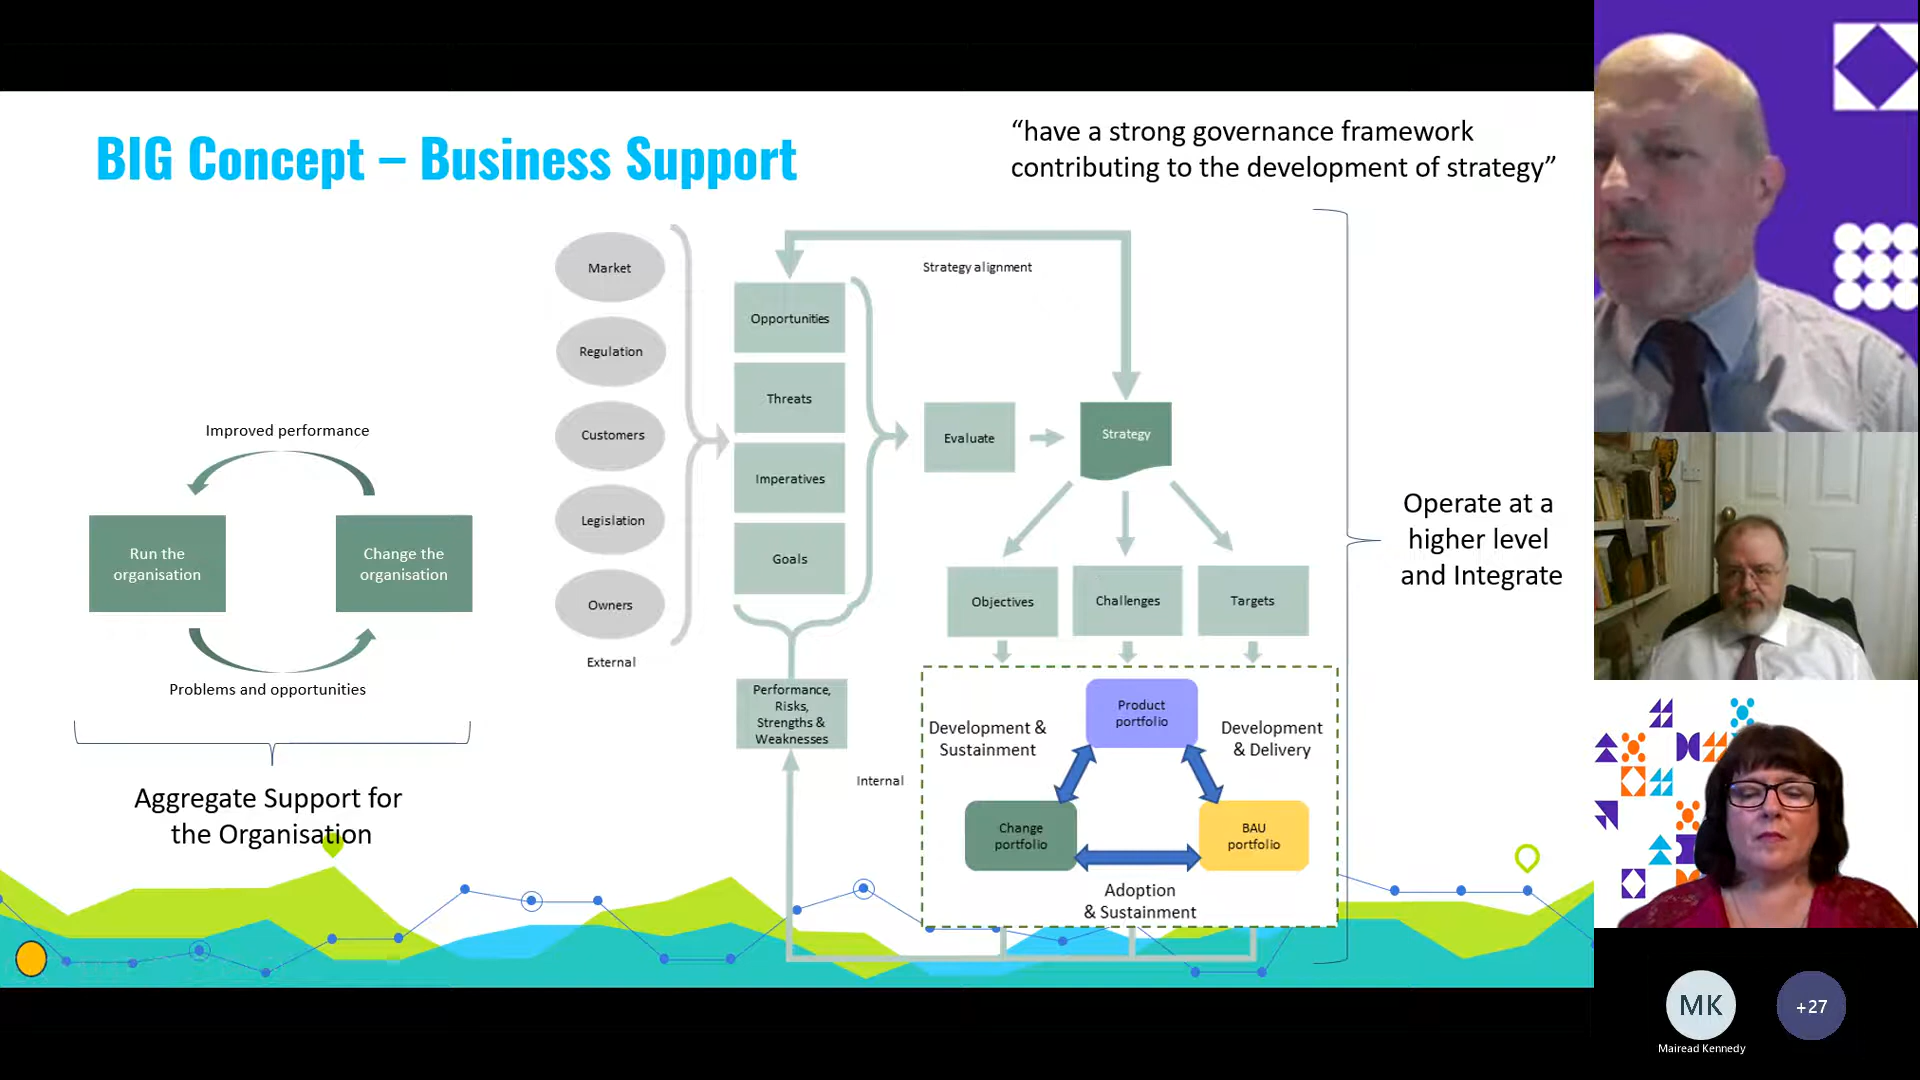 BIG Concept – Business Support
“have a strong governance framework
contributing to the development of strategy”
Improved performance
Run the
organisation
Change the
organisation
Problems and opportunities
Aggregate Support for
the Organisation
Market
Regulation
Customers
Legislation
Owners
External
Opportunities
Threats
Imperatives
Goals
Performance,
Risks,
Strengths &
Weaknesses
Internal
Strategy alignment
Evaluate
Strategy
Objectives
Challenges
Targets
Product
portfolio
Development &
Sustainment
Development
& Delivery
Change
portfolio
BAU
portfolio
Adoption
& Sustainment
Operate at a
higher level
and Integrate
MK
Mairead Kennedy
+27